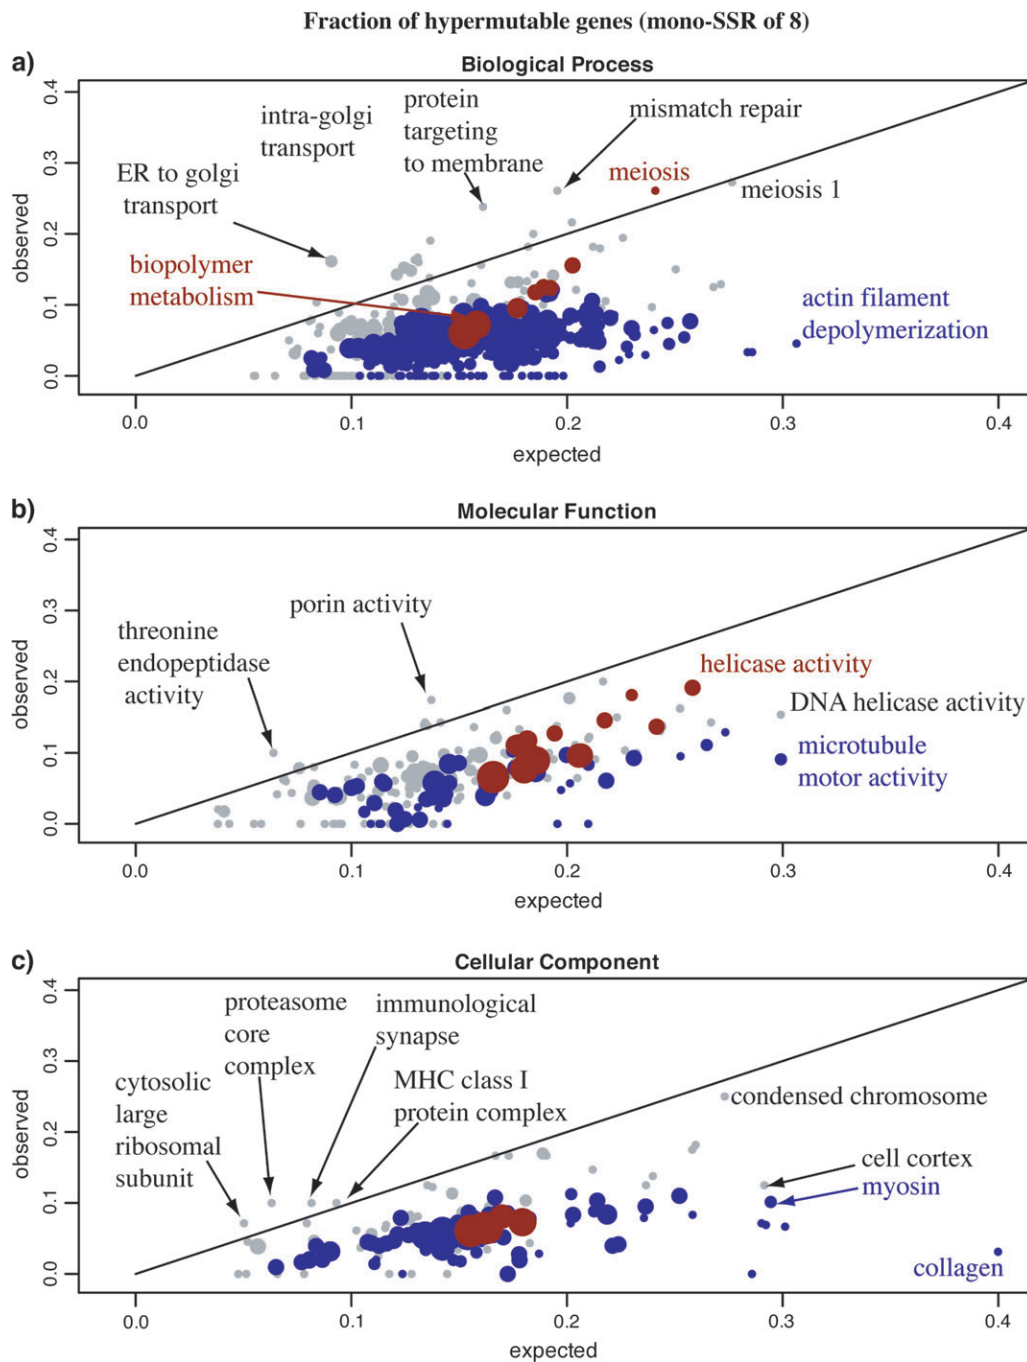 Fraction of hypermutable genes (mono-SSR of 8)
a)
Biological Process
observed
0.0
0.1
0.2
0.3
0.4
intra-golgi
transport
protein
targeting
to membrane
mismatch repair
ER to golgi
transport
meiosis
meiosis 1
biopolymer
metabolism
actin filament
depolymerization
0.0 0.1 0.2 0.3 0.4
expected
b)
Molecular Function
observed
0.0
0.1
0.2
0.3
0.4
porin activity
threonine
endopeptidase
activity
helicase activity
DNA helicase activity
microtubule
motor activity
0.0 0.1 0.2 0.3 0.4
expected
c)
Cellular Component
observed
0.0
0.1
0.2
0.3
0.4
proteasome
core
complex
immunological
synapse
cytosolic
large
ribosomal
subunit
MHC class I
protein complex
condensed chromosome
cell cortex
myosin
collagen
0.0 0.1 0.2 0.3 0.4
expected